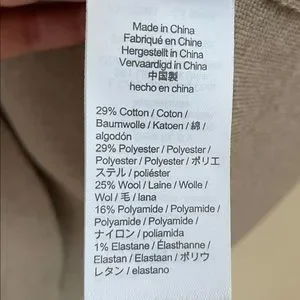 Made in China
Fabriqué en Chine
Hergestellt in China
Vervaardigd in China
中国製
hecho en china
29% Cotton / Coton /
Baumwolle / Katoen / 綿 /
algodón
29% Polyester / Polyester /
Polyester / Polyester / ポリエ
ステル / poliéster
25% Wool / Laine / Wolle /
Wol / 毛 / lana
16% Polyamide / Polyamide /
Polyamid / Polyamide /
ナイロン / poliamida
1% Elastane / Élasthanne /
Elastan / Elastaan / ポリウ
レタン / elastano